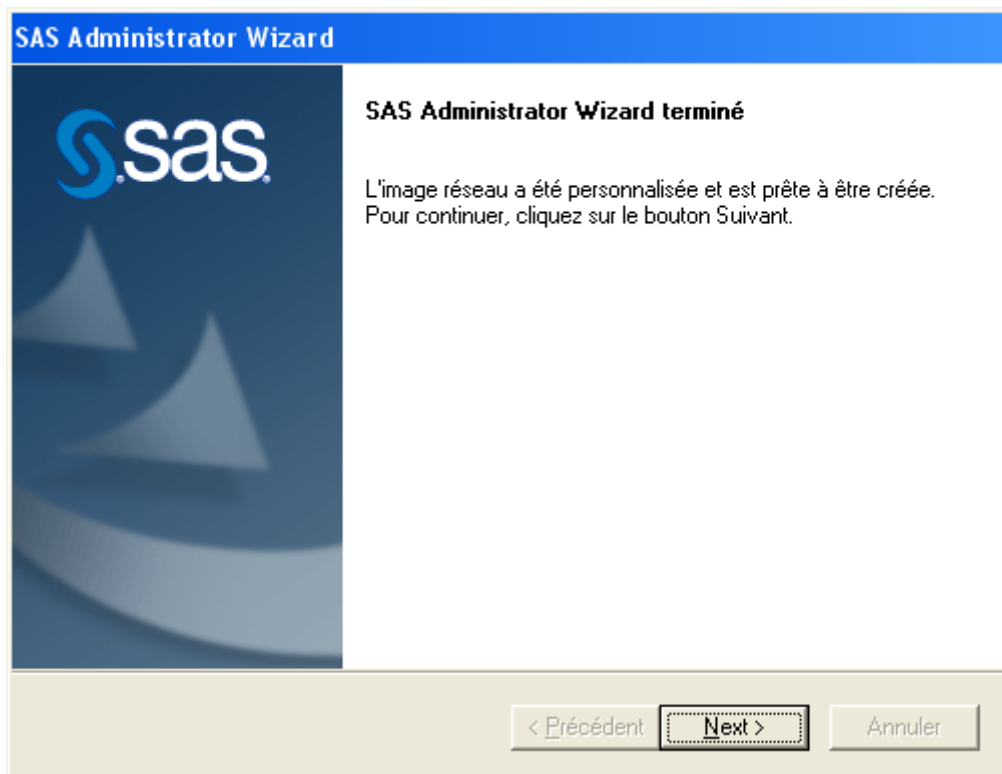 SAS Administrator Wizard
sas
SAS Administrator Wizard terminé
L'image réseau a été personnalisée et est prête à être créée.
Pour continuer, cliquez sur le bouton Suivant.
< Précédent
Next >
Annuler